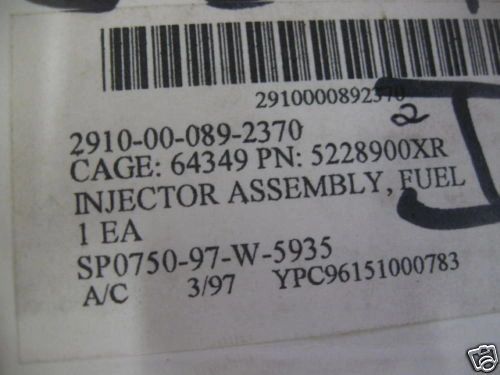 2910000892370
2
2910-00-089-2370
CAGE: 64349 PN: 5228900XR
INJECTOR ASSEMBLY, FUEL
1 EA
SP0750-97-W-5935
A/C 3/97 YPC96151000783